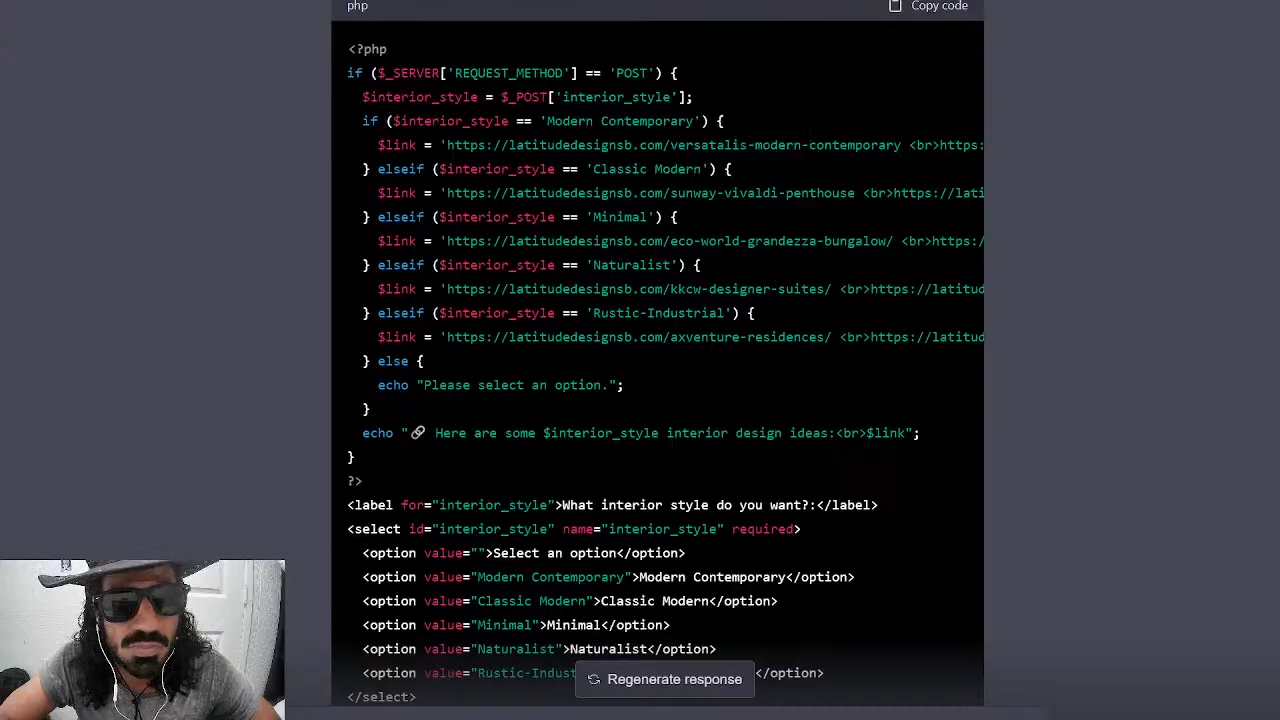 php
Copy code
<?php
if ($_SERVER['REQUEST_METHOD'] == 'POST') {
$interior_style = $_POST['interior_style'];
if ($interior_style == 'Modern Contemporary') {
$link = 'https://latitudedesignsb.com/versatalis-modern-contemporary <br>https:
} elseif ($interior_style == 'Classic Modern') {
$link = 'https://latitudedesignsb.com/sunway-vivaldi-penthouse <br>https://lati
} elseif ($interior_style == 'Minimal') {
$link = 'https://latitudedesignsb.com/eco-world-grandezza-bungalow/ <br>https:/
} elseif ($interior_style == 'Naturalist') {
$link = 'https://latitudedesignsb.com/kkcw-designer-suites/ <br>https://latitud
} elseif ($interior_style == 'Rustic-Industrial') {
$link = 'https://latitudedesignsb.com/axventure-residences/ <br>https://latitud
} else {
echo "Please select an option.";
}
echo "🔗 Here are some $interior_style interior design ideas:<br>$link";
}
?>
<label for="interior_style">What interior style do you want?:</label>
<select id="interior_style" name="interior_style" required>
<option value="">Select an option</option>
<option value="Modern Contemporary">Modern Contemporary</option>
<option value="Classic Modern">Classic Modern</option>
<option value="Minimal">Minimal</option>
<option value="Naturalist">Naturalist</option>
<option value="Rustic-Indust </option>
Regenerate response
</select>